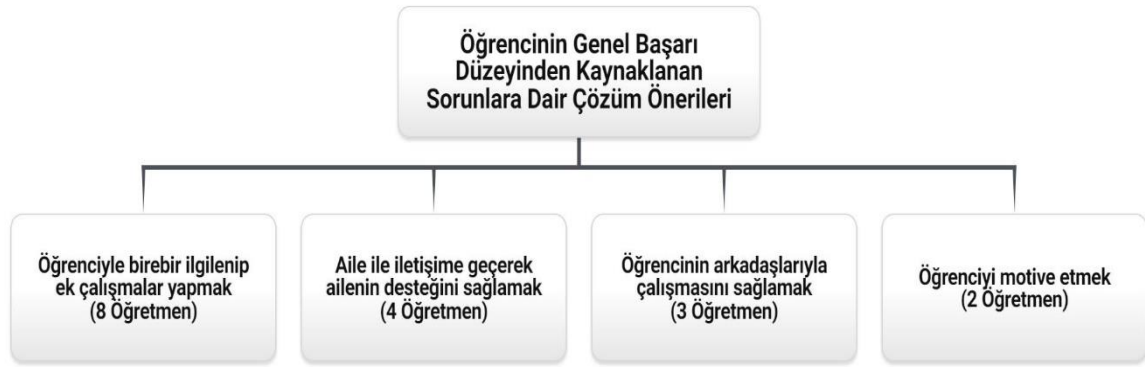 Öğrencinin Genel Başarı
Düzeyinden Kaynaklanan
Sorunlara Dair Çözüm Önerileri
Öğrenciyle birebir ilgilenip
ek çalışmalar yapmak
(8 Öğretmen)
Aile ile iletişime geçerek
ailenin desteğini sağlamak
(4 Öğretmen)
Öğrencinin arkadaşlarıyla
çalışmasını sağlamak
(3 Öğretmen)
Öğrenciyi motive etmek
(2 Öğretmen)